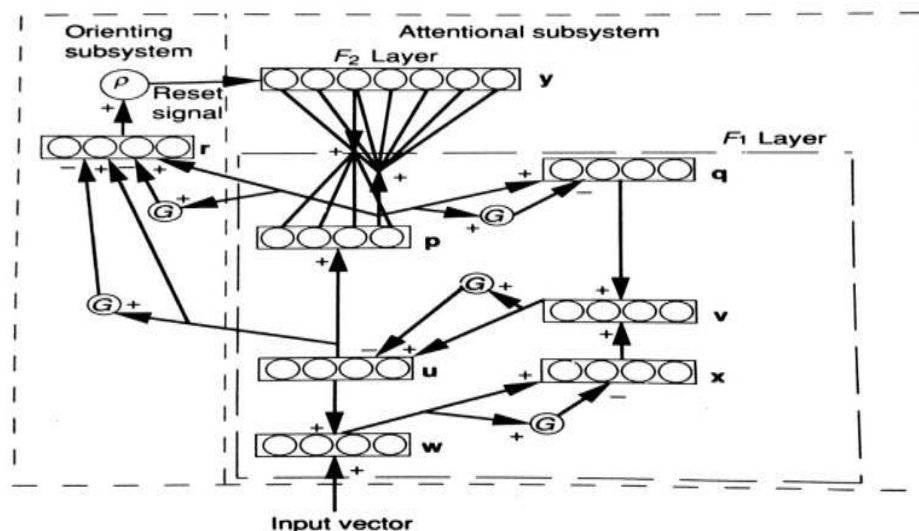 Orienting
subsystem
Attentional subsystem
F2 Layer
ρ
y
Reset
signal
+
F1 Layer
r
+
+
q
− + − +
+
−
G +
+ G
p
+
G +
G +
+
v
− +
+
u
+
x
+
−
w
+ G
+
Input vector